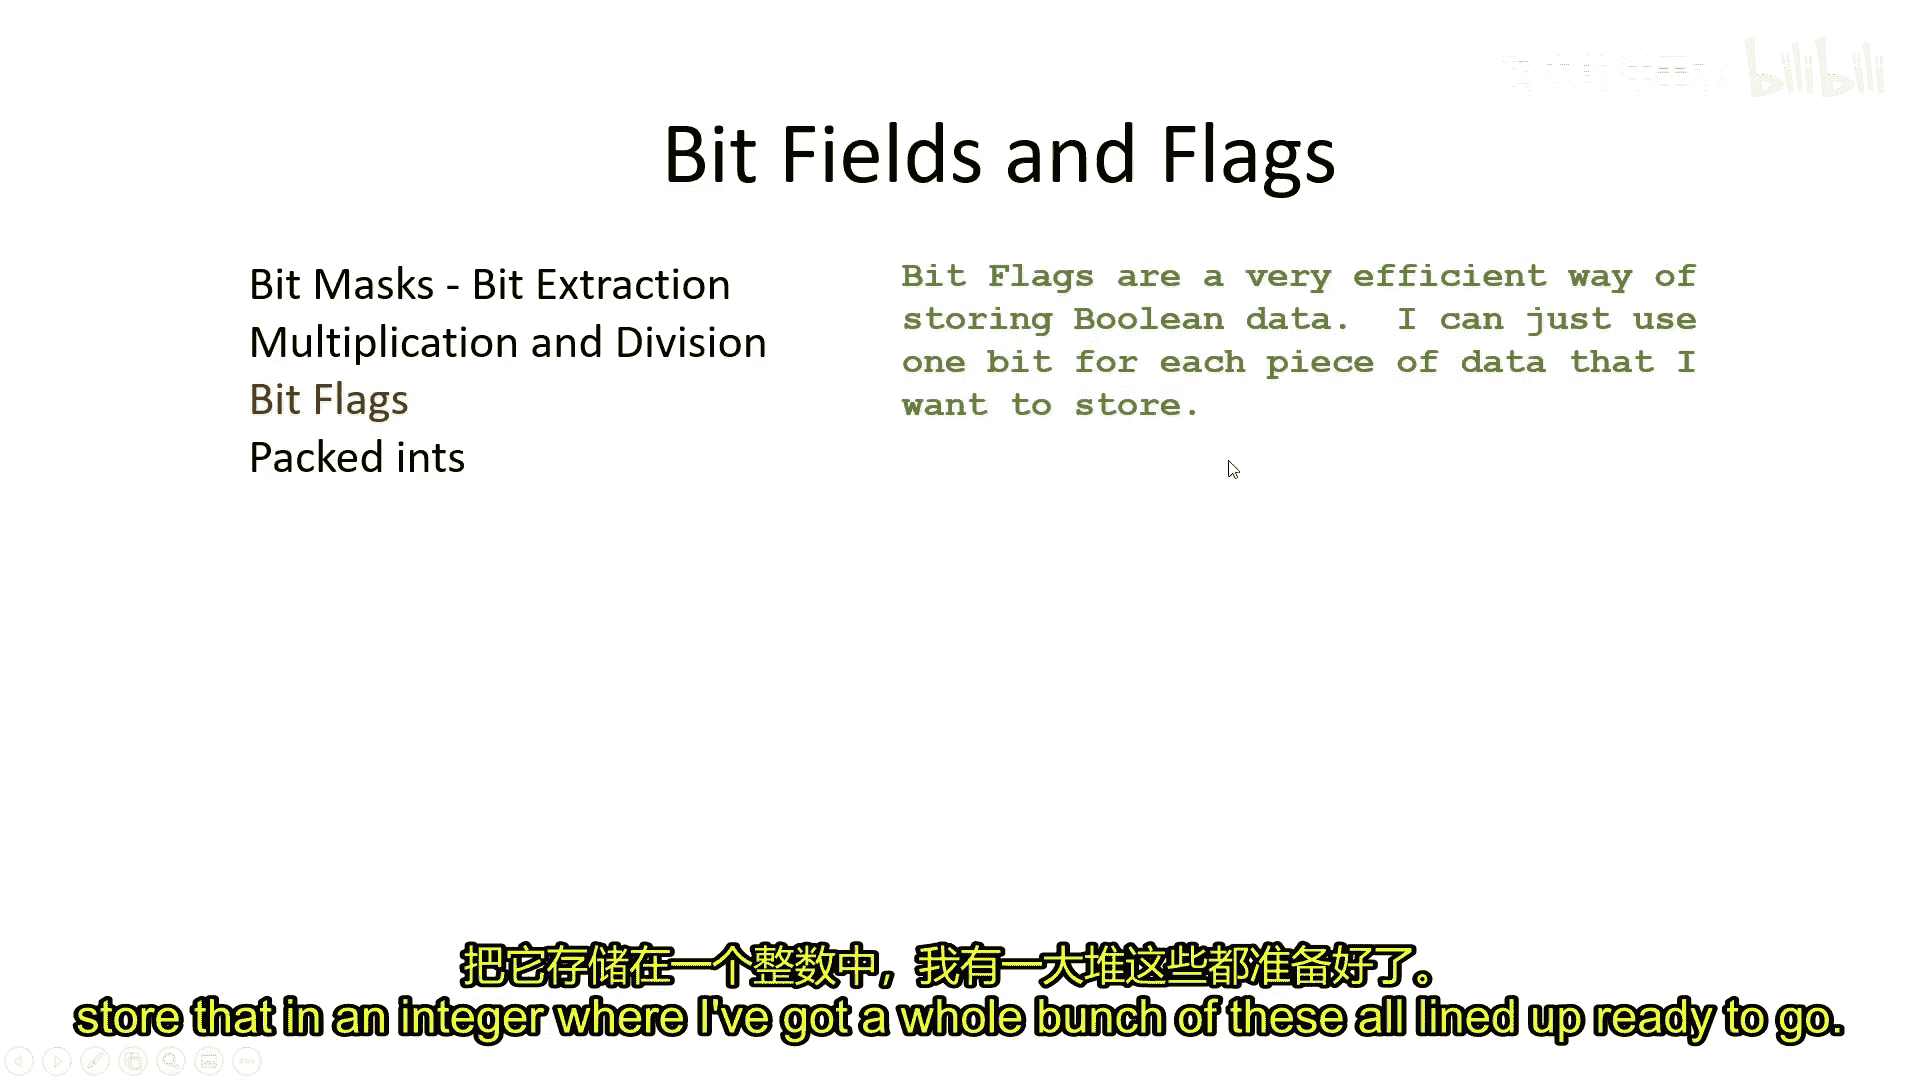 bilibili
Bit Fields and Flags
Bit Masks - Bit Extraction
Multiplication and Division
Bit Flags
Packed ints
Bit Flags are a very efficient way of
storing Boolean data.  I can just use
one bit for each piece of data that I
want to store.
把它存储在一个整数中，我有一大堆这些都准备好了。
store that in an integer where I've got a whole bunch of these all lined up ready to go.